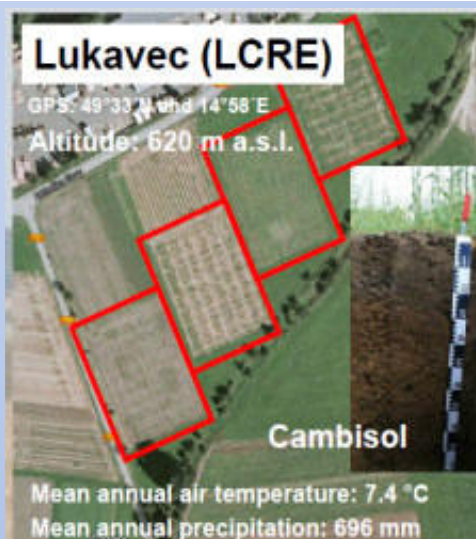 Lukavec (LCRE)
GPS: 49°33´N und 14°58´E
Altitude: 620 m a.s.l.
Cambisol
Mean annual air temperature: 7.4 °C
Mean annual precipitation: 696 mm